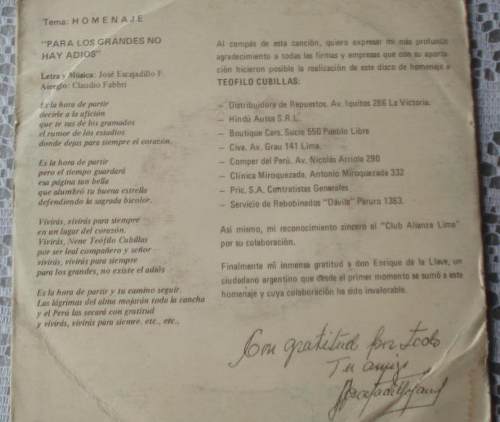 Tema: HOMENAJE
"PARA LOS GRANDES NO
HAY ADIOS"
Letra y Música: José Escajadillo F.
Arreglo: Claudio Fabbri
Es la hora de partir
decirle a la afición
que te vas de los gramados
el rumor de los estadios
donde dejas para siempre el corazón.
Es la hora de partir
pero el tiempo guardará
esa página tan bella
que alumbró tu buena estrella
defendiendo la sagrada bicolor.
Vivirás, vivirás para siempre
en un lugar del corazón.
Vivirás, Nene Teófilo Cubillas
por ser leal compañero y señor
vivirás, vivirás para siempre
para los grandes, no existe el adiós
Es la hora de partir y tu camino seguir.
Las lágrimas del alma mojarán toda la cancha
y el Perú las secará con gratitud
y vivirás, vivirás para siempre. etc., etc.,
Al compás de esta canción, quiero expresar mi más profundo
agradecimiento a todas las firmas y empresas que con su aporta-
ción hicieron posible la realización de este disco de homenaje a
TEOFILO CUBILLAS:
— Distribuidora de Repuestos. Av. Iquitos 286 La Victoria.
— Hindú Autos S.R.L.
— Boutique Cars. Sucre 550 Pueblo Libre
— Civa. Av. Grau 141 Lima.
— Comper del Perú. Av. Nicolás Arriola 290
— Clínica Miroquezada. Antonio Miroquezada 332
— Pric. S.A. Contratistas Generales
— Servicio de Rebobinados "Dávila" Parura 1383.
Asi mismo, mi reconocimiento sincero al "Club Alianza Lima"
por su colaboración.
Finalmente mi inmensa gratitud a don Enrique de la Llave, un
ciudadano argentino que desde el primer momento se sumó a este
homenaje y cuya colaboración ha sido invalorable.
Con gratitud por todo
Tu amigo